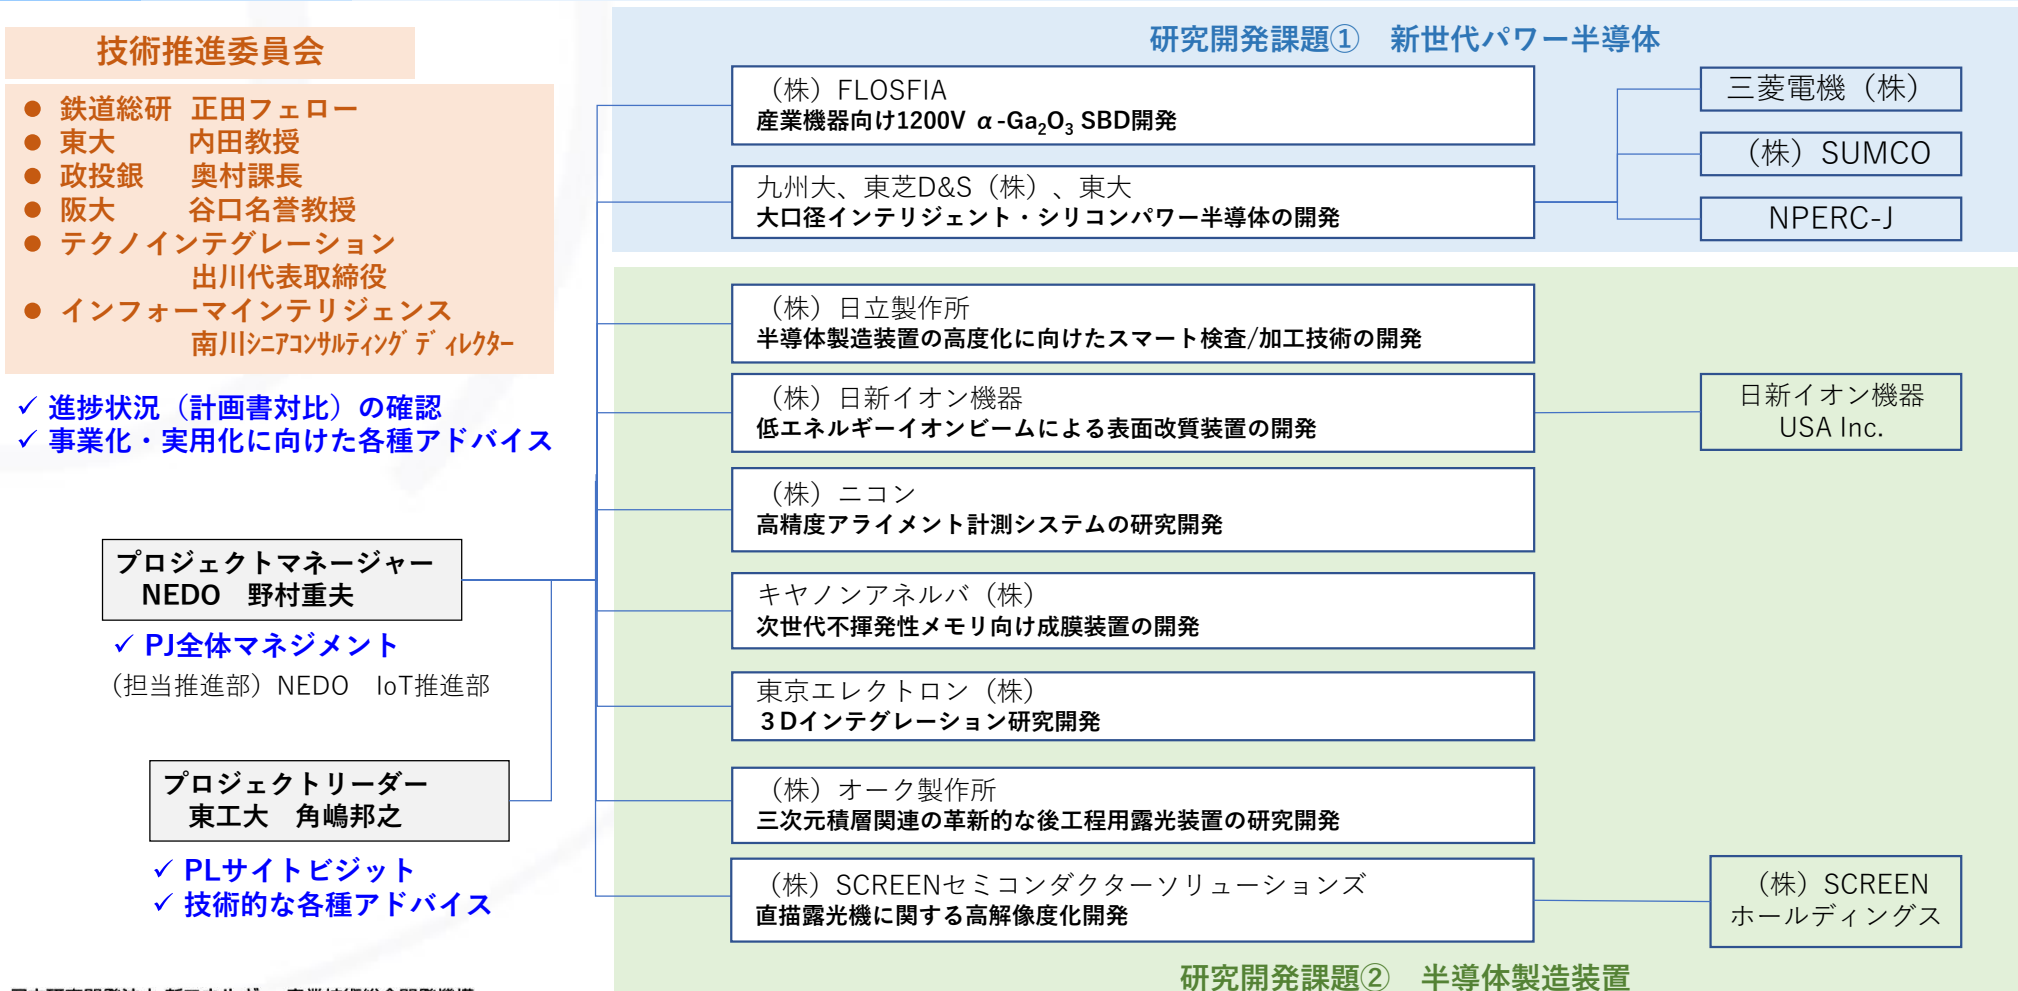 技術推進委員会
● 鉄道総研 正田フェロー
● 東大 内田教授
● 政投銀 奥村課長
● 阪大 谷口名誉教授
● テクノインテグレーション
出川代表取締役
● インフォーマインテリジェンス
南川シニアコンサルティングディレクター
✓ 進捗状況（計画書対比）の確認
✓ 事業化・実用化に向けた各種アドバイス
プロジェクトマネージャー
NEDO 野村重夫
✓ PJ全体マネジメント
（担当推進部）NEDO IoT推進部
プロジェクトリーダー
東工大 角嶋邦之
✓ PLサイトビジット
✓ 技術的な各種アドバイス
研究開発課題① 新世代パワー半導体
（株）FLOSFIA
産業機器向け1200V α-Ga₂O₃ SBD開発
九州大、東芝D&S（株）、東大
大口径インテリジェント・シリコンパワー半導体の開発
三菱電機（株）
（株）SUMCO
NPERC-J
（株）日立製作所
半導体製造装置の高度化に向けたスマート検査/加工技術の開発
（株）日新イオン機器
低エネルギーイオンビームによる表面改質装置の開発
日新イオン機器
USA Inc.
（株）ニコン
高精度アライメント計測システムの研究開発
キヤノンアネルバ（株）
次世代不揮発性メモリ向け成膜装置の開発
東京エレクトロン（株）
３Dインテグレーション研究開発
（株）オーク製作所
三次元積層関連の革新的な後工程用露光装置の研究開発
（株）SCREENセミコンダクターソリューションズ
直描露光機に関する高解像度化開発
（株）SCREEN
ホールディングス
研究開発課題② 半導体製造装置